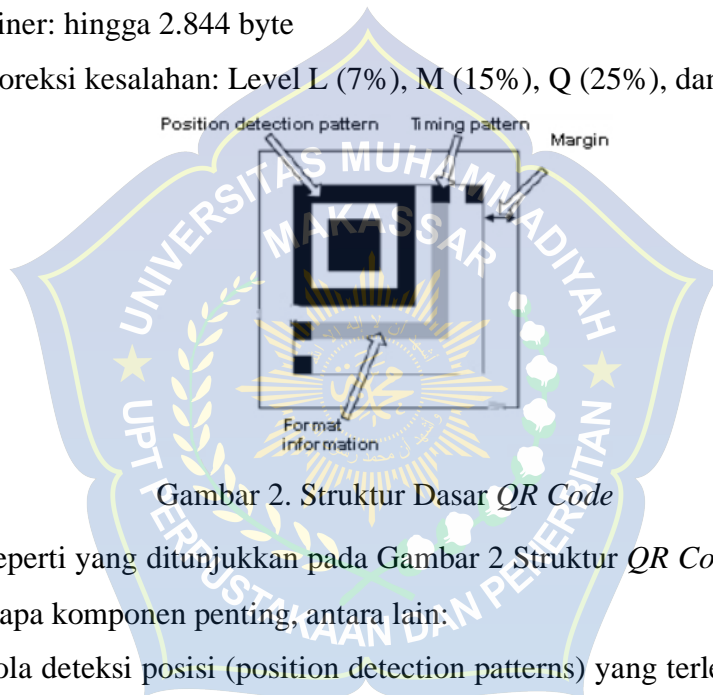 iner: hingga 2.844 byte
oreksi kesalahan: Level L (7%), M (15%), Q (25%), dan
Position detection pattern
Timing pattern
Margin
Format
information
UNIVERSITAS MUHAMMADIYAH
MAKASSAR
UPT PERPUSTAKAAN DAN PENERBITAN
Gambar 2. Struktur Dasar QR Code
eperti yang ditunjukkan pada Gambar 2 Struktur QR Co
apa komponen penting, antara lain:
ola deteksi posisi (position detection patterns) yang terle